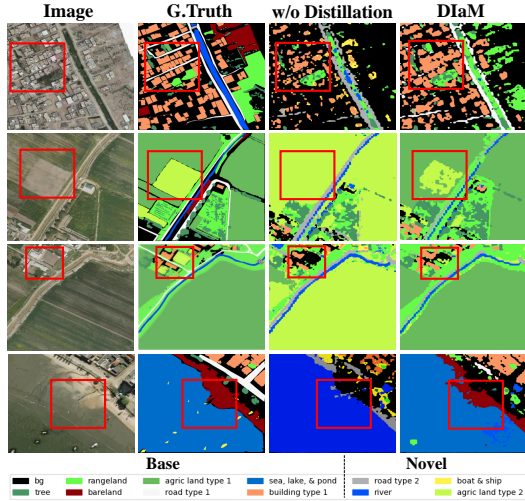 Image G.Truth w/o Distillation DIaM
Base Novel
bg rangeland agric land type 1 sea, lake, & pond road type 2 boat & ship
tree bareland road type 1 building type 1 river agric land type 2